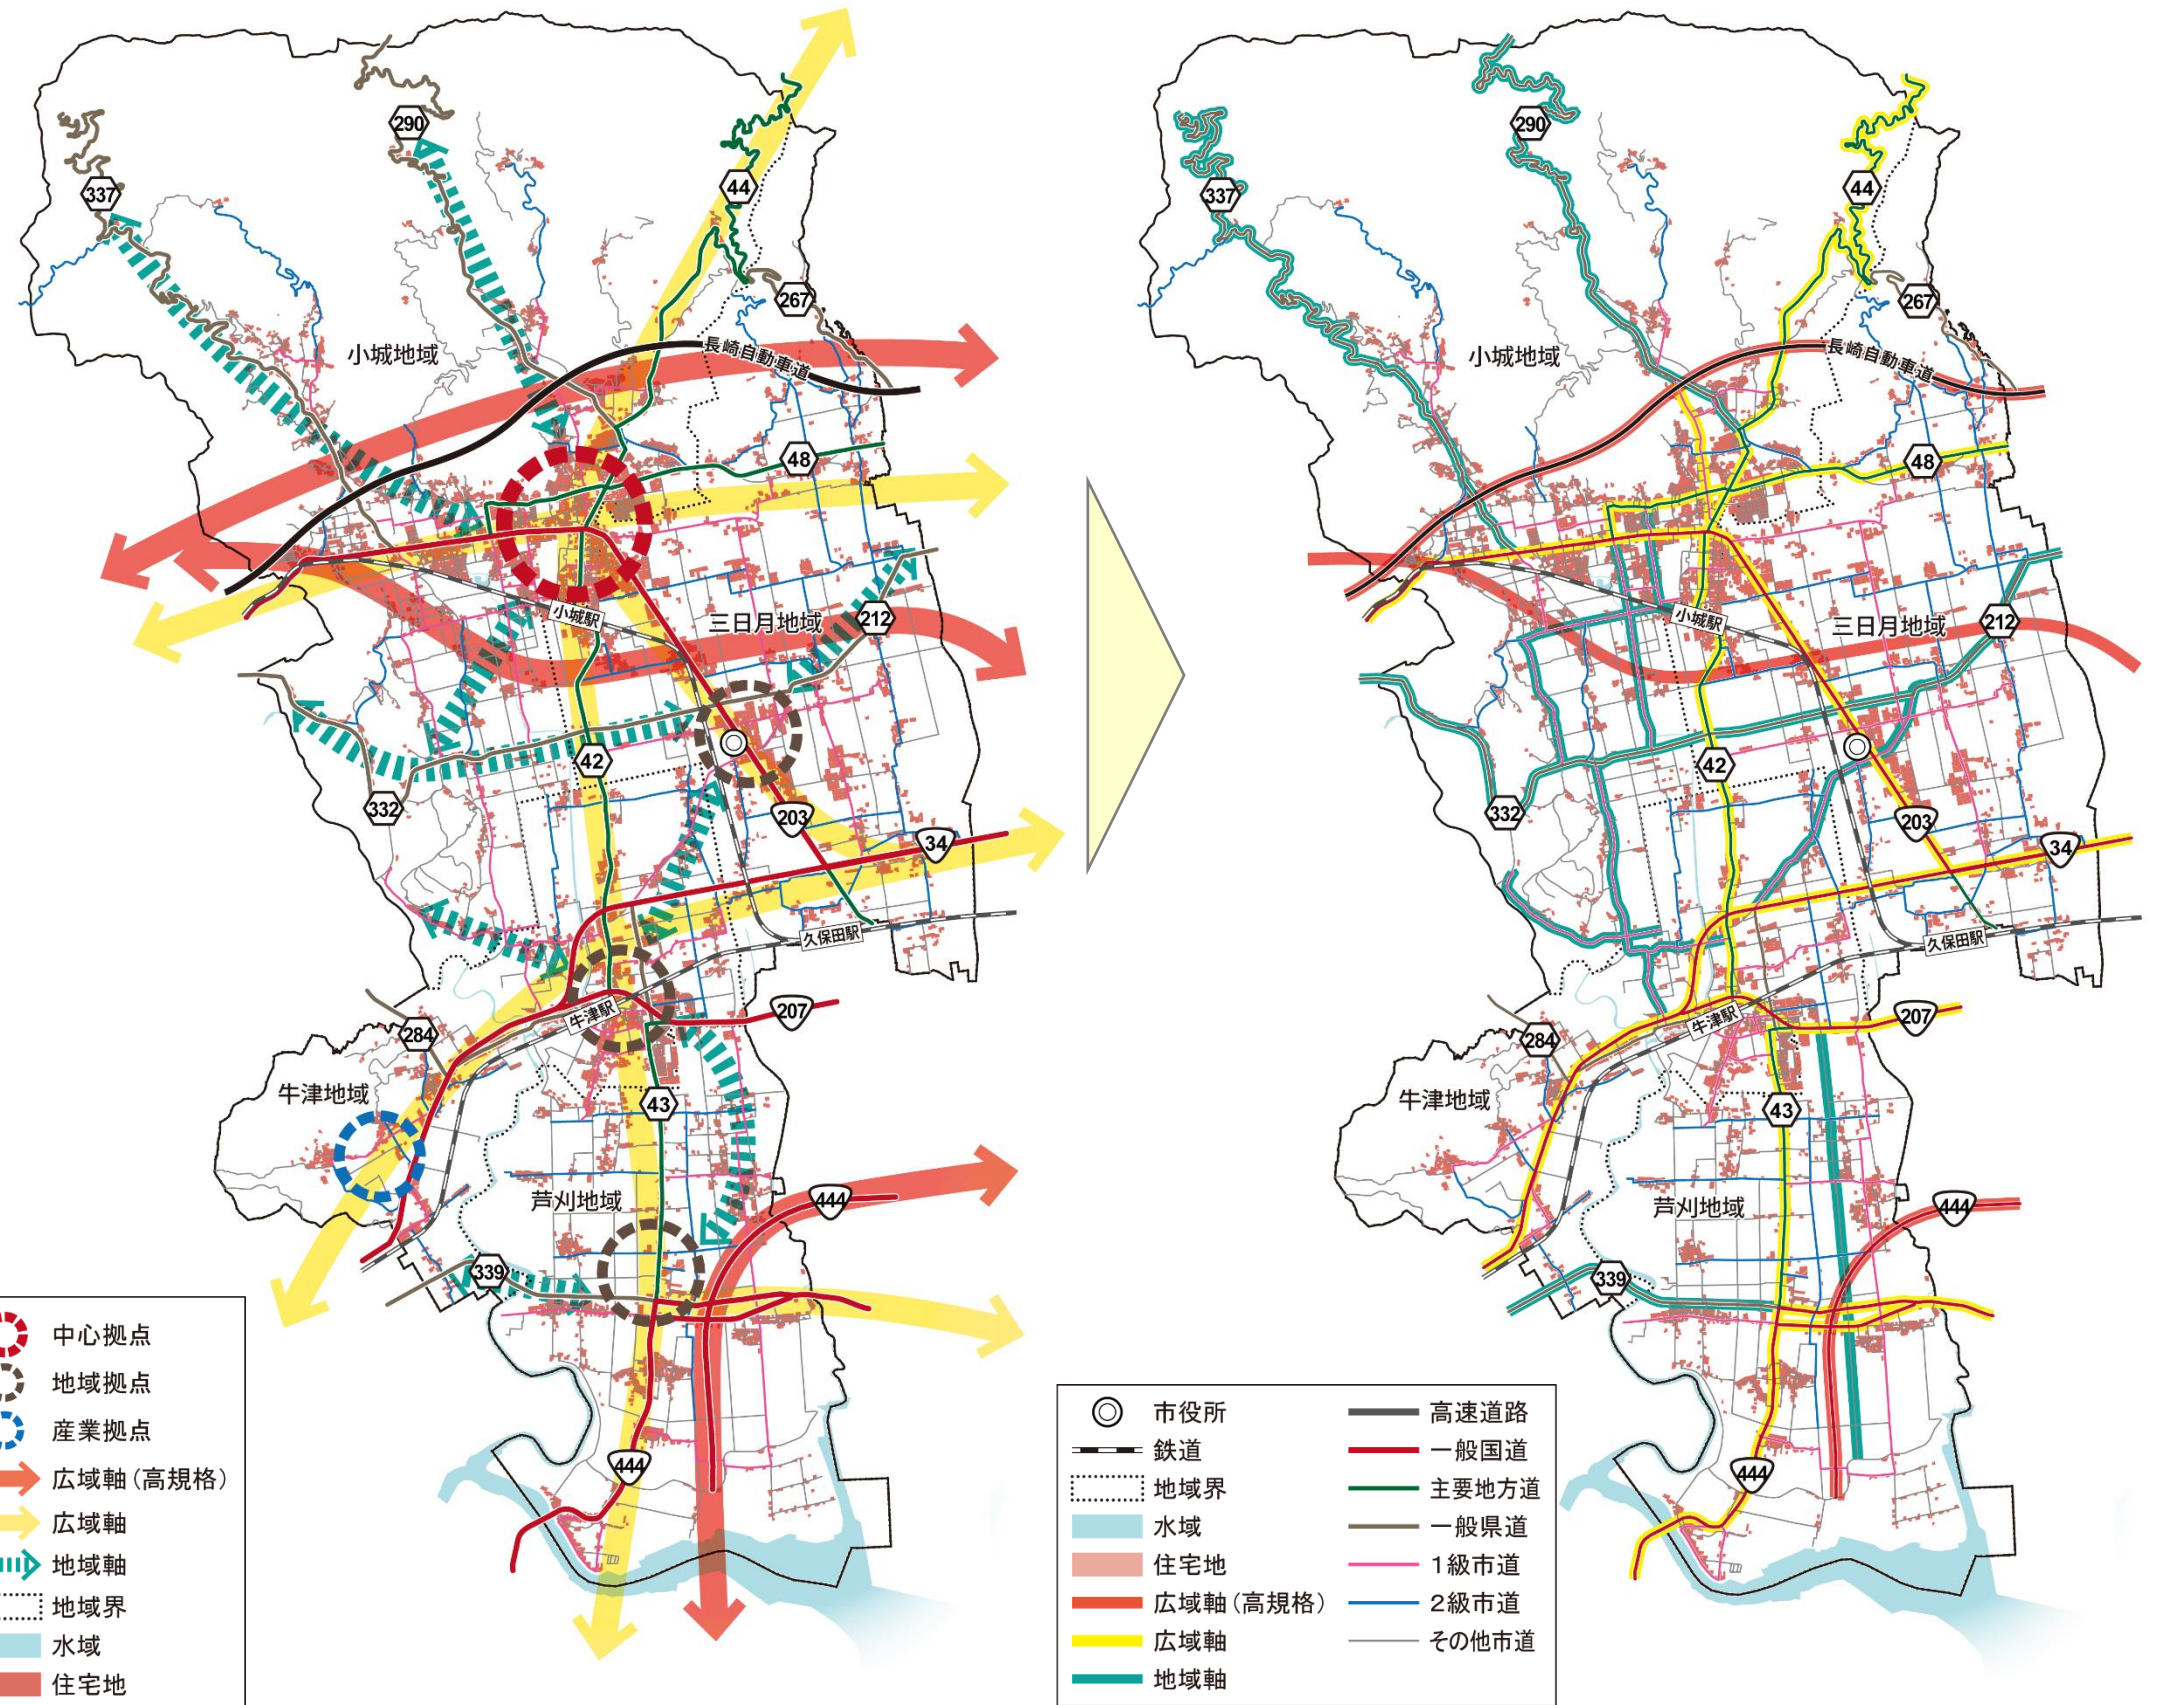 290
337
44
267
小城地域
長崎自動車道
48
小城駅
三日月地域
212
42
332
203
34
久保田駅
207
牛津駅
284
牛津地域
43
芦刈地域
444
339
444
中心拠点
地域拠点
産業拠点
広域軸(高規格)
広域軸
地域軸
地域界
水域
住宅地
290
337
44
267
小城地域
長崎自動車道
48
小城駅
三日月地域
212
42
332
203
34
久保田駅
207
牛津駅
284
牛津地域
43
芦刈地域
444
339
444
市役所
鉄道
地域界
水域
住宅地
広域軸(高規格)
広域軸
地域軸
高速道路
一般国道
主要地方道
一般県道
1級市道
2級市道
その他市道